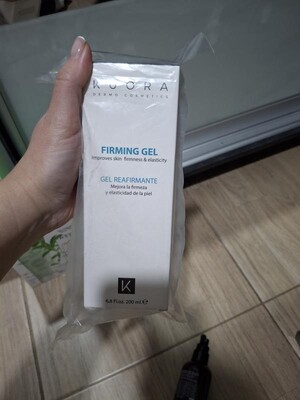 KUORA
DERMO COSMETICS
FIRMING GEL
Improves skin firmness & elasticity
GEL REAFIRMANTE
Mejora la firmeza
y elasticidad de la piel
K
6.4 fl.oz. 200 ml ℮